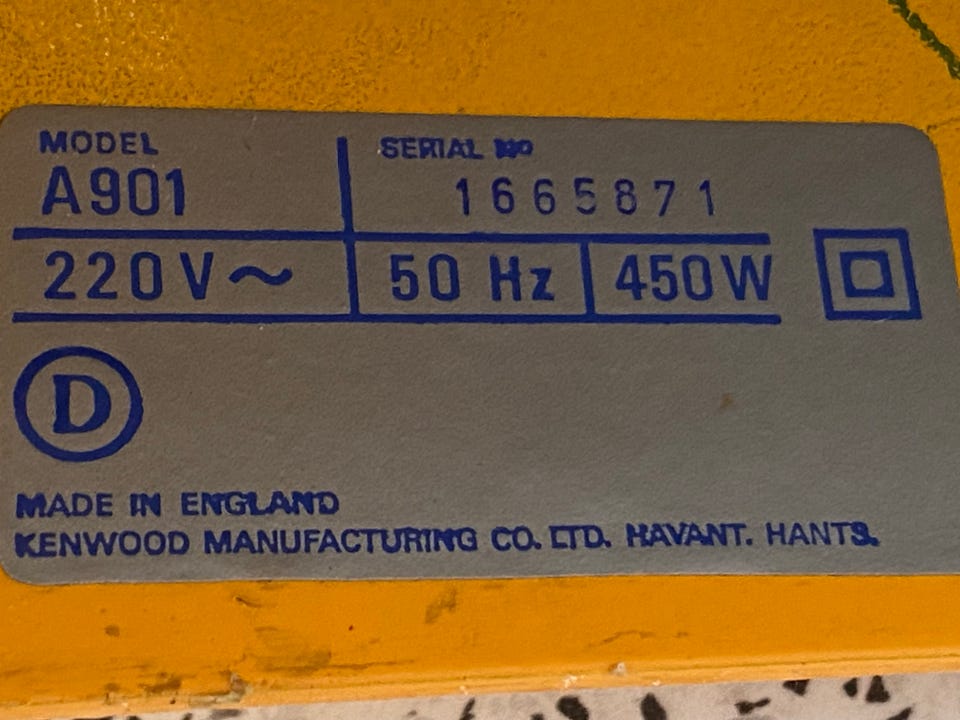 MODEL
A901
SERIAL NO
1665871
220V~
50 Hz
450W
D
MADE IN ENGLAND
KENWOOD MANUFACTURING CO. LTD. HAVANT. HANTS.